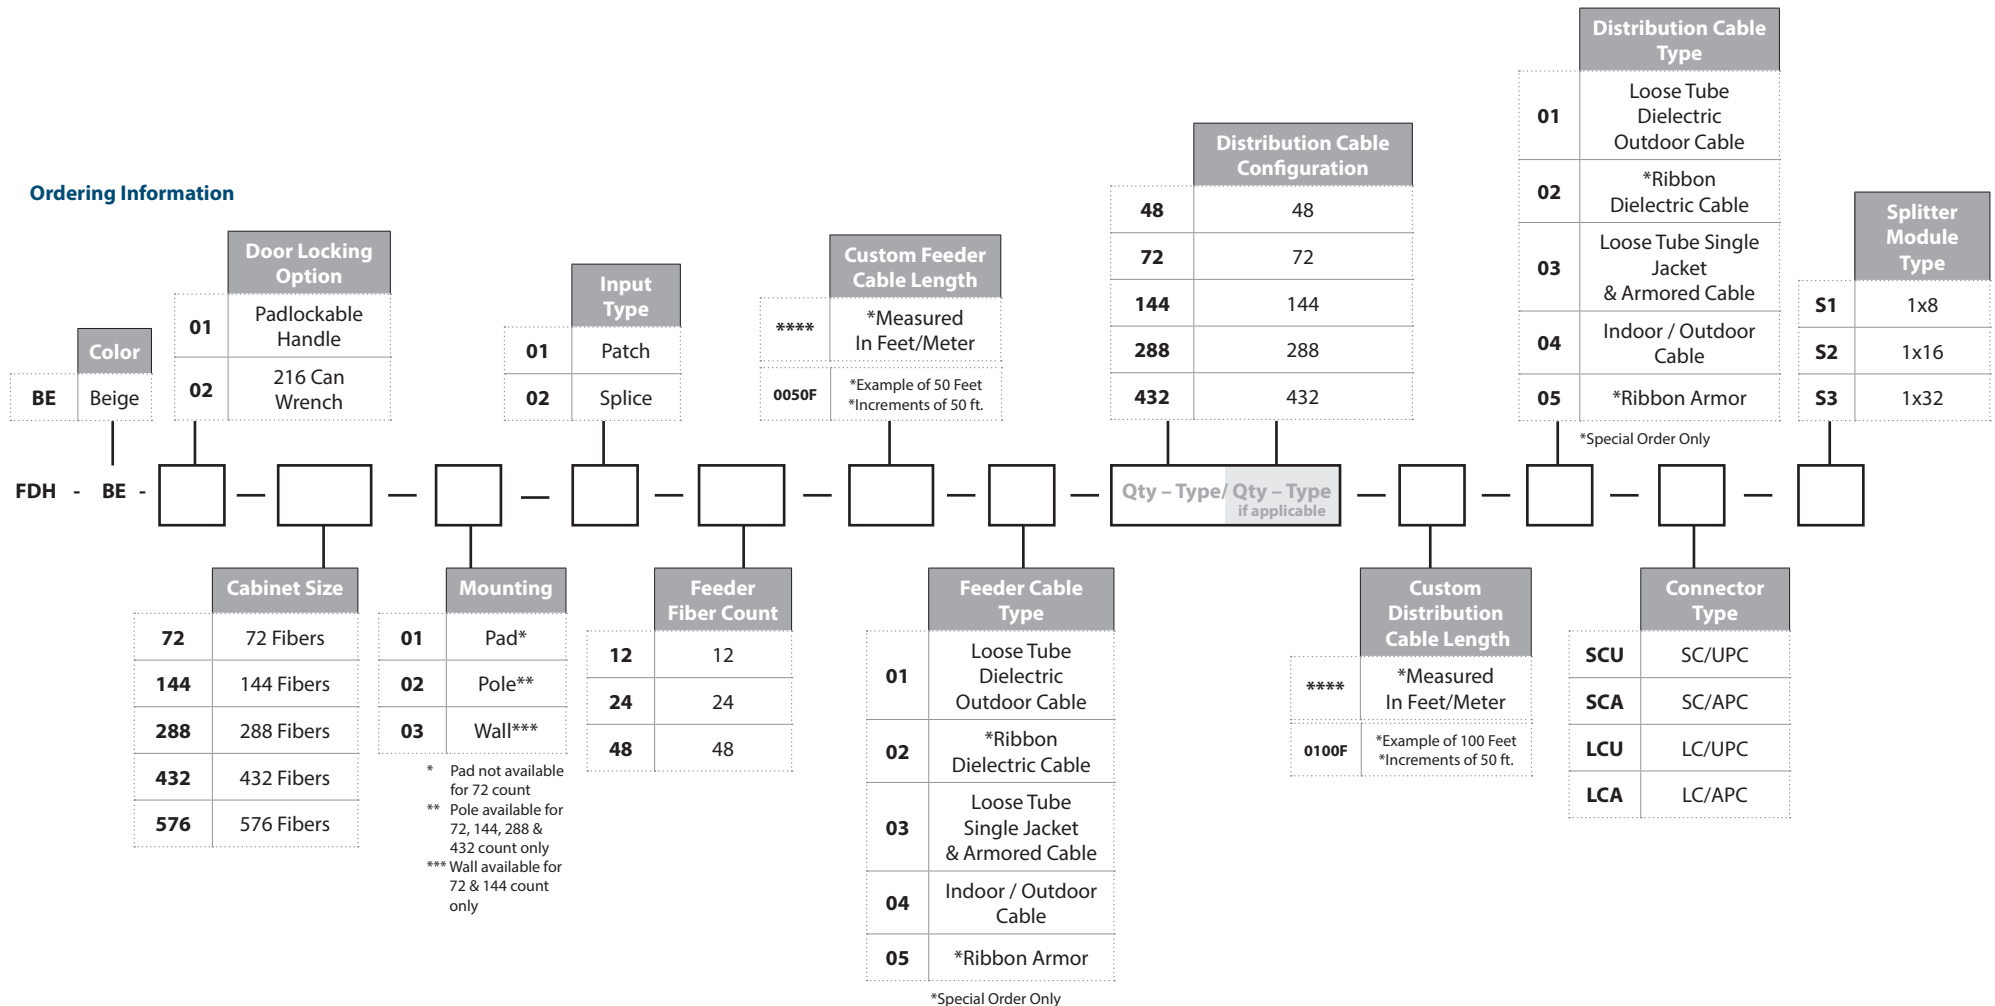 Ordering Information
Color
BE Beige
Door Locking
Option
01 Padlockable
Handle
02 216 Can
Wrench
Input
Type
01 Patch
02 Splice
Custom Feeder
Cable Length
**** *Measured
In Feet/Meter
0050F *Example of 50 Feet
*Increments of 50 ft.
Distribution Cable
Configuration
48 48
72 72
144 144
288 288
432 432
Distribution Cable
Type
01 Loose Tube
Dielectric
Outdoor Cable
02 *Ribbon
Dielectric Cable
03 Loose Tube Single
Jacket
& Armored Cable
04 Indoor / Outdoor
Cable
05 *Ribbon Armor
*Special Order Only
Splitter
Module
Type
S1 1x8
S2 1x16
S3 1x32
FDH - BE - — — — — — — — Qty – Type/ Qty – Type — — — —
if applicable
Cabinet Size
72 72 Fibers
144 144 Fibers
288 288 Fibers
432 432 Fibers
576 576 Fibers
Mounting
01 Pad*
02 Pole**
03 Wall***
* Pad not available
for 72 count
** Pole available for
72, 144, 288 &
432 count only
*** Wall available for
72 & 144 count
only
Feeder
Fiber Count
12 12
24 24
48 48
Feeder Cable
Type
01 Loose Tube
Dielectric
Outdoor Cable
02 *Ribbon
Dielectric Cable
03 Loose Tube
Single Jacket
& Armored Cable
04 Indoor / Outdoor
Cable
05 *Ribbon Armor
*Special Order Only
Custom
Distribution
Cable Length
**** *Measured
In Feet/Meter
0100F *Example of 100 Feet
*Increments of 50 ft.
Connector
Type
SCU SC/UPC
SCA SC/APC
LCU LC/UPC
LCA LC/APC